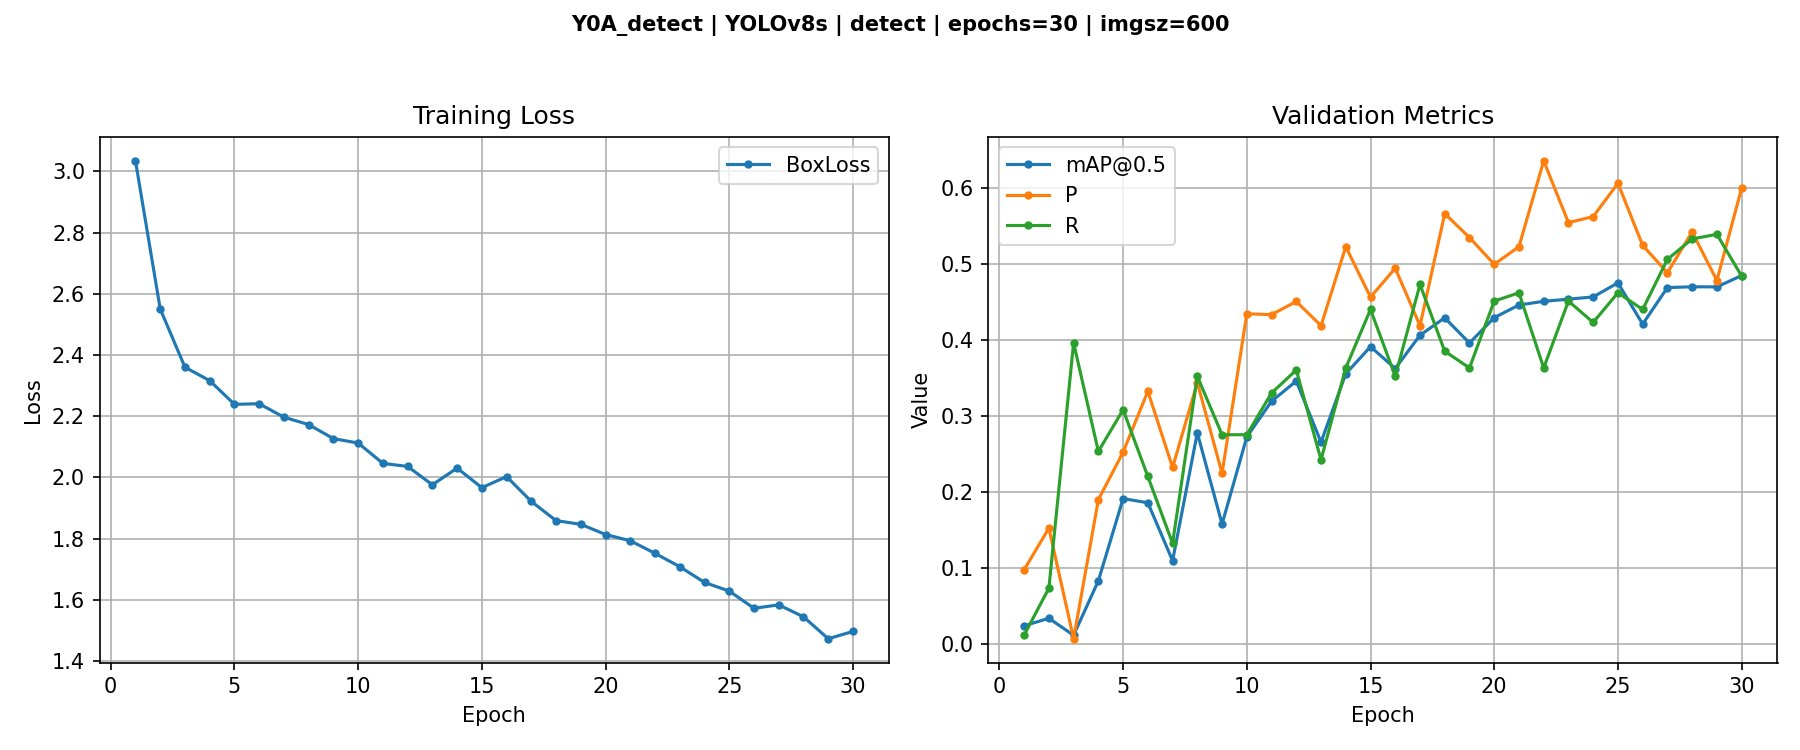 Y0A_detect | YOLOv8s | detect | epochs=30 | imgsz=600
Training Loss
BoxLoss
3.0
2.8
2.6
2.4
2.2
2.0
1.8
1.6
1.4
Loss
0 5 10 15 20 25 30
Epoch
Validation Metrics
mAP@0.5
P
R
0.6
0.5
0.4
0.3
0.2
0.1
0.0
Value
0 5 10 15 20 25 30
Epoch